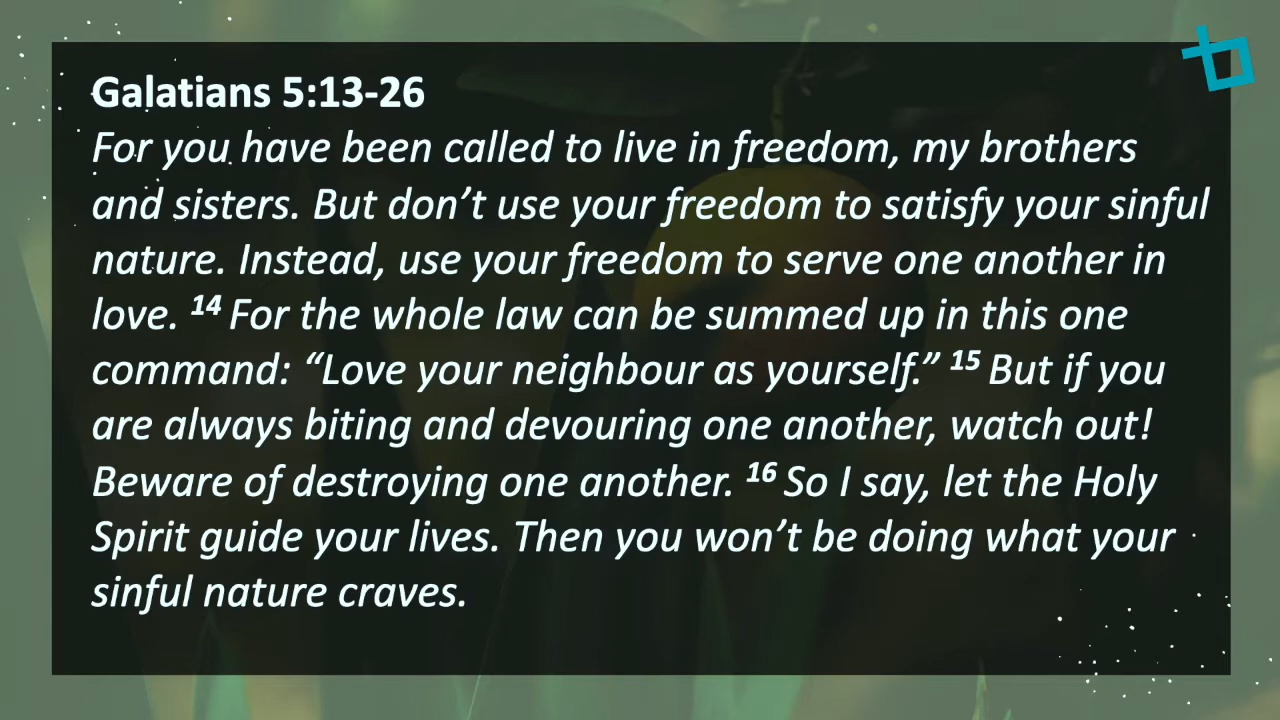 Galatians 5:13-26
For you have been called to live in freedom, my brothers
and sisters. But don’t use your freedom to satisfy your sinful
nature. Instead, use your freedom to serve one another in
love. 14 For the whole law can be summed up in this one
command: “Love your neighbour as yourself.” 15 But if you
are always biting and devouring one another, watch out!
Beware of destroying one another. 16 So I say, let the Holy
Spirit guide your lives. Then you won’t be doing what your
sinful nature craves.